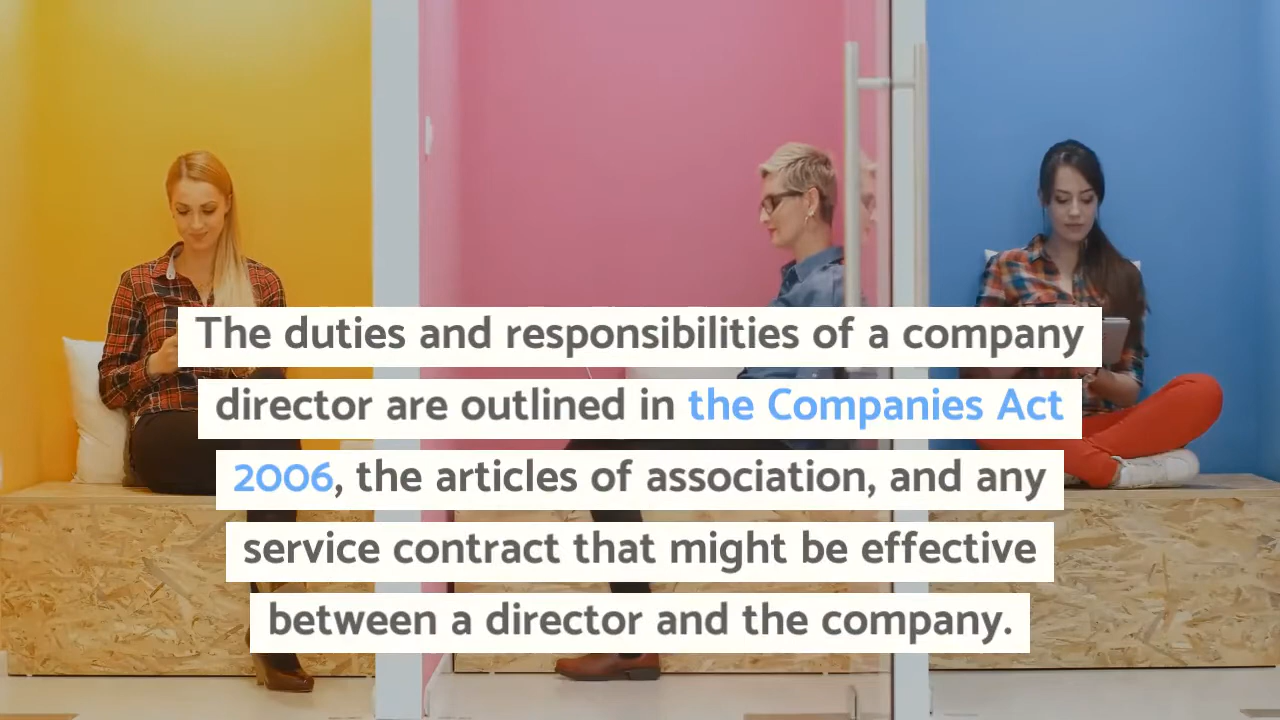 The duties and responsibilities of a company
director are outlined in the Companies Act
2006, the articles of association, and any
service contract that might be effective
between a director and the company.